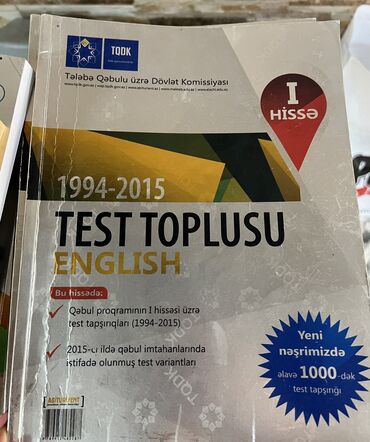 TQDK
Tələbə Qəbulu üzrə Dövlət Komissiyası
I
HİSSƏ
1994-2015
TEST TOPLUSU
ENGLISH
Bu hissədə:
Qəbul proqramının I hissəsi üzrə
test tapşırıqları (1994-2015)
2015-ci ildə qəbul imtahanlarında
istifadə olunmuş test variantları
Yeni
nəşrimizdə
əlavə 1000-dək
test tapşırığı
ABITURIYENT
TQDK